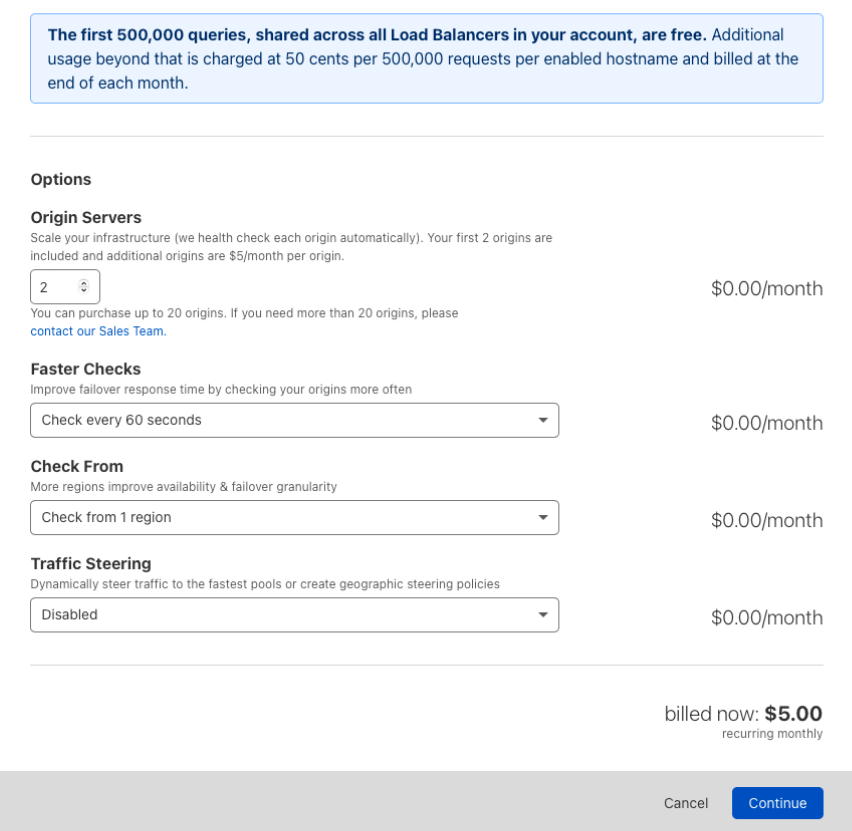 The first 500,000 queries, shared across all Load Balancers in your account, are free. Additional
usage beyond that is charged at 50 cents per 500,000 requests per enabled hostname and billed at the
end of each month.
Options
Origin Servers
Scale your infrastructure (we health check each origin automatically). Your first 2 origins are
included and additional origins are $5/month per origin.
2
$0.00/month
You can purchase up to 20 origins. If you need more than 20 origins, please
contact our Sales Team.
Faster Checks
Improve failover response time by checking your origins more often
Check every 60 seconds
$0.00/month
Check From
More regions improve availability & failover granularity
Check from 1 region
$0.00/month
Traffic Steering
Dynamically steer traffic to the fastest pools or create geographic steering policies
Disabled
$0.00/month
billed now: $5.00
recurring monthly
Cancel
Continue